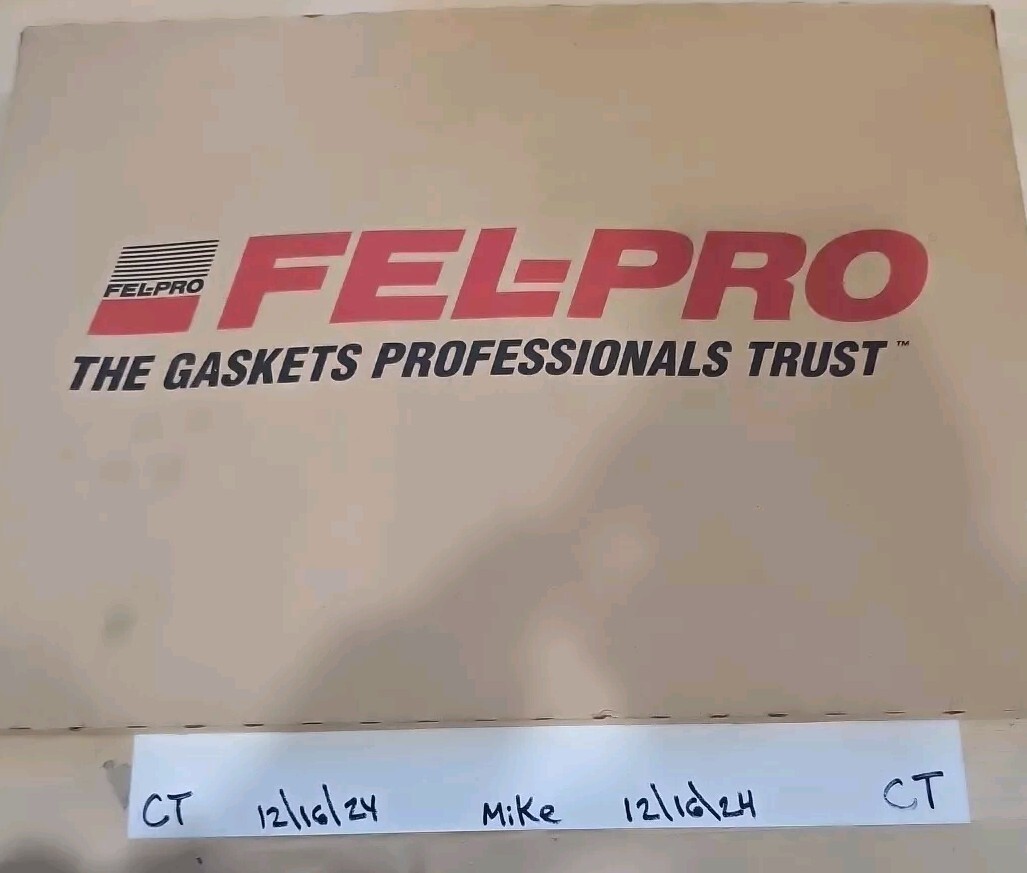 FEL-PRO
FEL-PRO
THE GASKETS PROFESSIONALS TRUST™
CT 12/16/24 Mike 12/16/24 CT